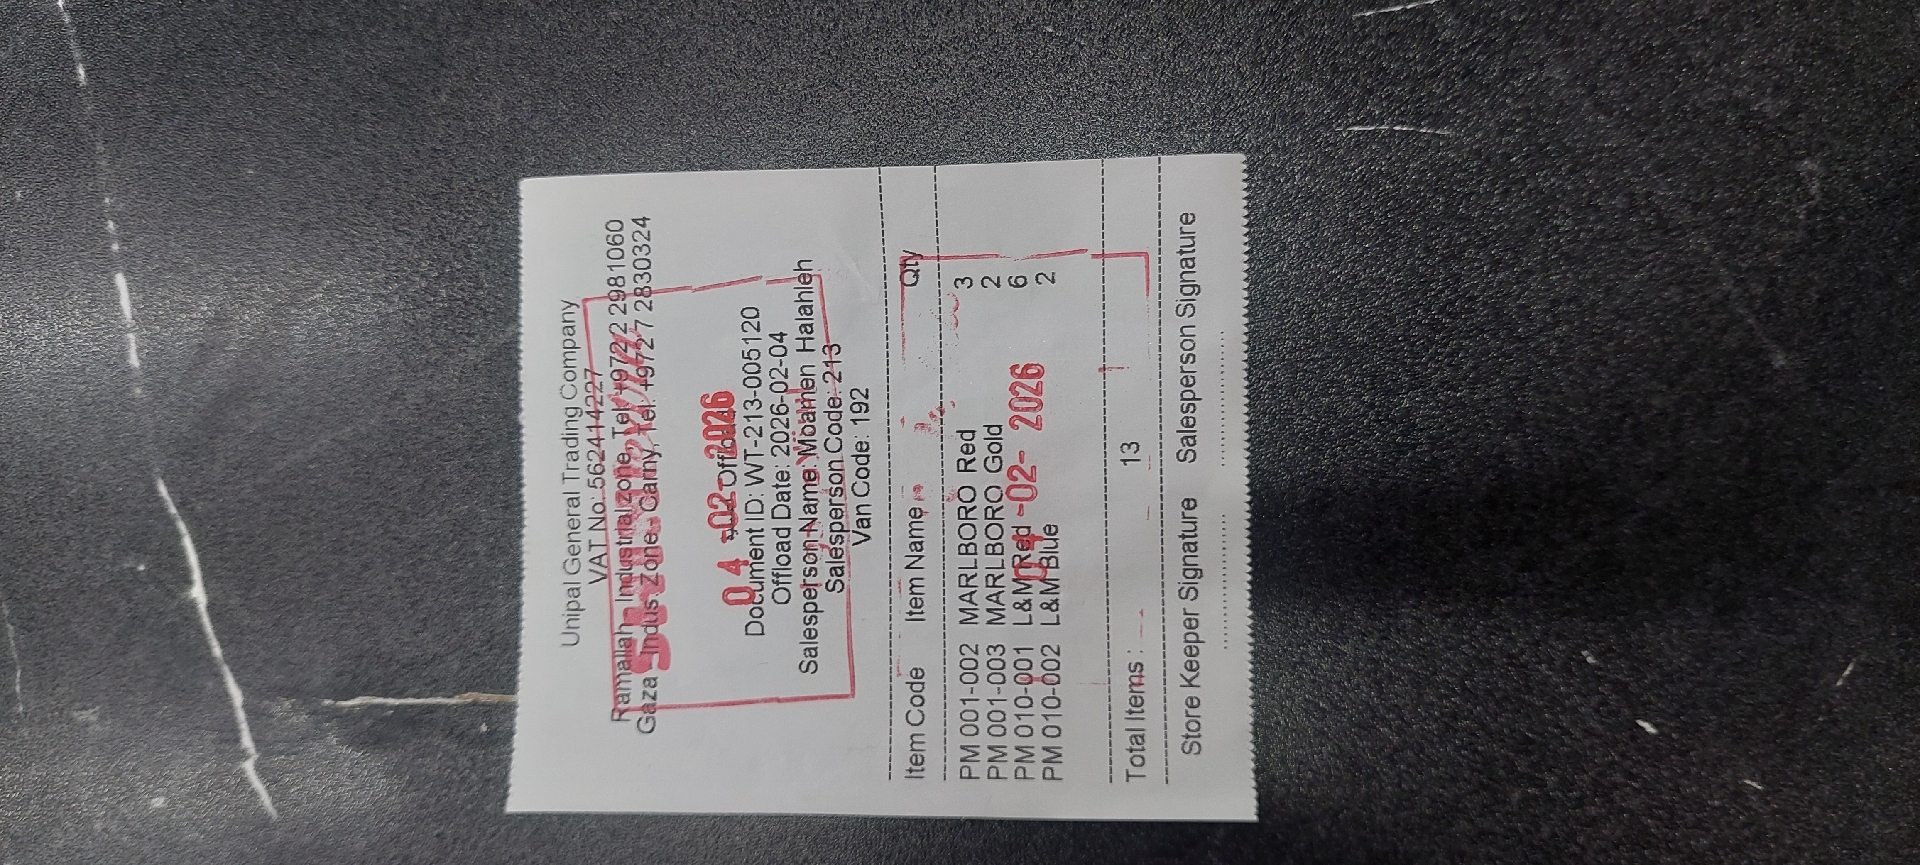 Unipal General Trading Company
VAT No: 562414227
Ramallah - Industrial zone, Tel: +972 2 2981060
Gaza - Indus. Zone, Carny, Tel: +972 7 2830324
04 -02- 2026
Document ID: WT-213-005120
Offload Date: 2026-02-04
Salesperson Name: Moamen Halahleh
Salesperson Code: 213
Van Code: 192
Item Code Item Name Qty
PM 001-002 MARLBORO Red 3
PM 001-003 MARLBORO Gold 2
PM 010-001 L&M Red 6
PM 010-002 L&M Blue 2
04 -02- 2026
Total Items: 13
Store Keeper Signature Salesperson Signature